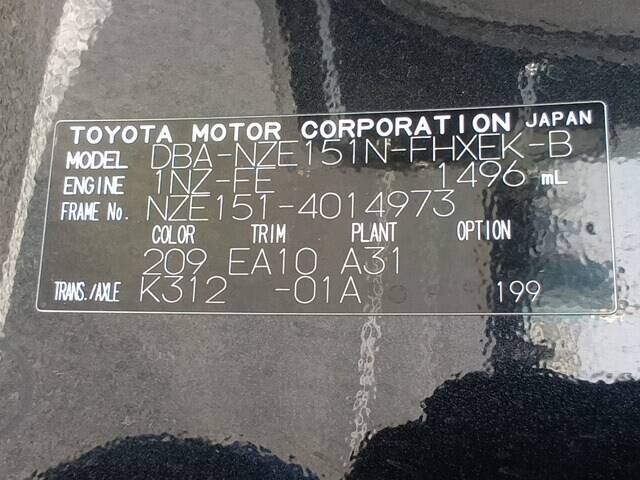 TOYOTA MOTOR CORPORATION JAPAN
MODEL DBA-NZE151N-FHXEK-B
ENGINE 1NZ-FE 1496 mL
FRAME No. NZE151-4014973
COLOR TRIM PLANT OPTION
209 EA10 A31
TRANS./AXLE K312 -01A 199